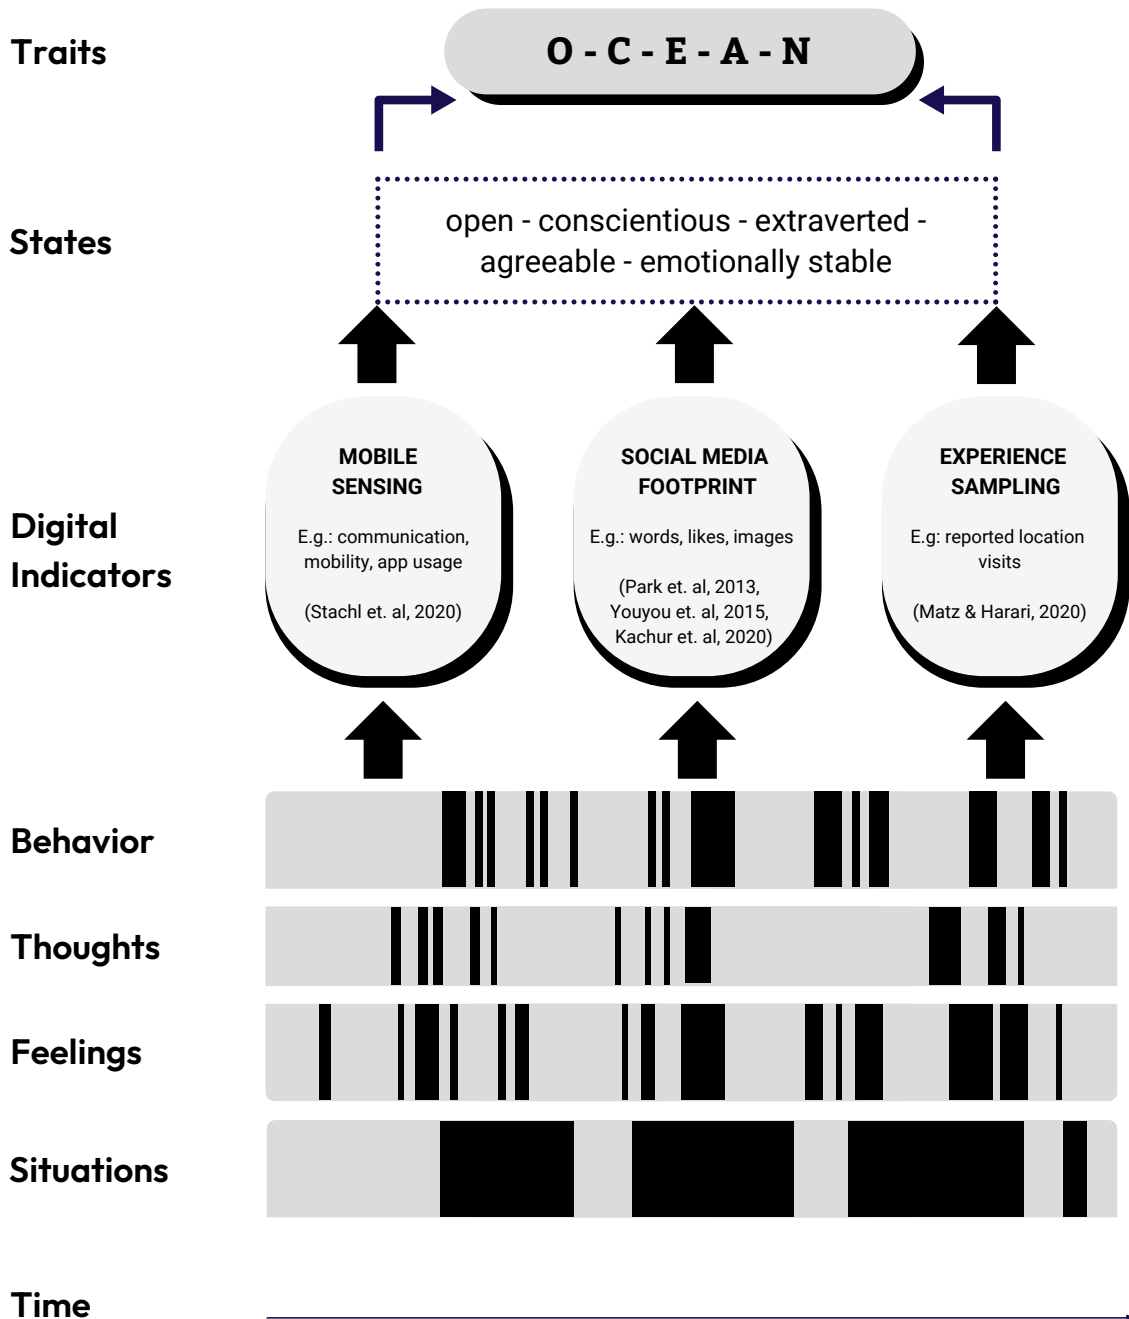 Traits
O - C - E - A - N
States
open - conscientious - extraverted -
agreeable - emotionally stable
Digital
Indicators
MOBILE
SENSING
E.g.: communication,
mobility, app usage
(Stachl et. al, 2020)
SOCIAL MEDIA
FOOTPRINT
E.g.: words, likes, images
(Park et. al, 2013,
Youyou et. al, 2015,
Kachur et. al, 2020)
EXPERIENCE
SAMPLING
E.g: reported location
visits
(Matz & Harari, 2020)
Behavior
Thoughts
Feelings
Situations
Time